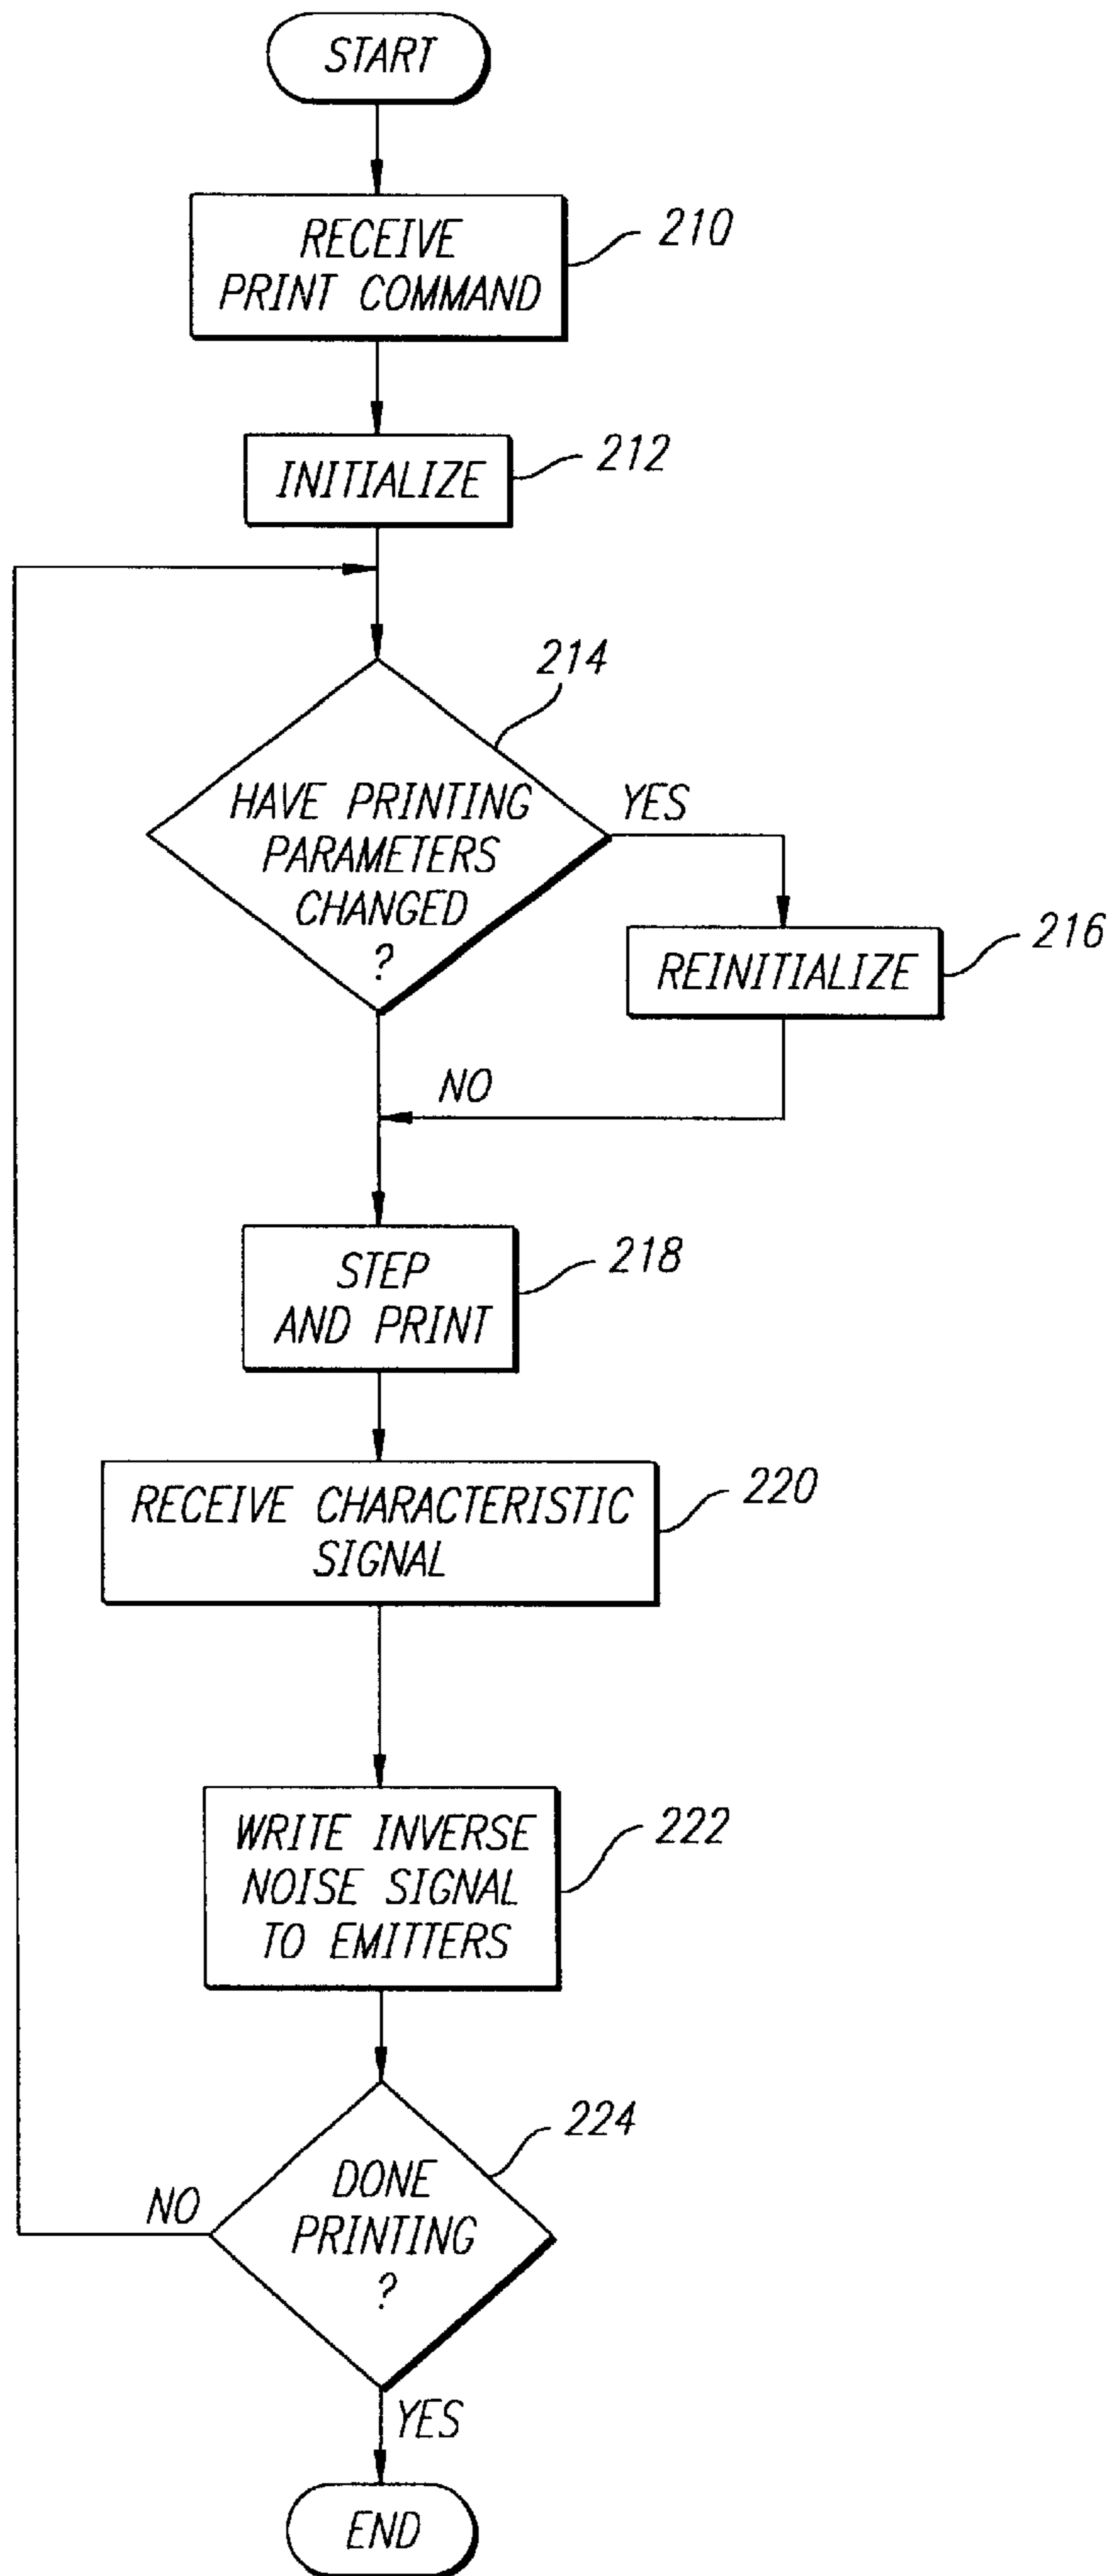 START
RECEIVE
PRINT COMMAND
210
INITIALIZE
212
214
HAVE PRINTING
PARAMETERS
CHANGED
?
YES
REINITIALIZE
216
NO
STEP
AND PRINT
218
RECEIVE CHARACTERISTIC
SIGNAL
220
WRITE INVERSE
NOISE SIGNAL
TO EMITTERS
222
224
DONE
PRINTING
?
NO
YES
END